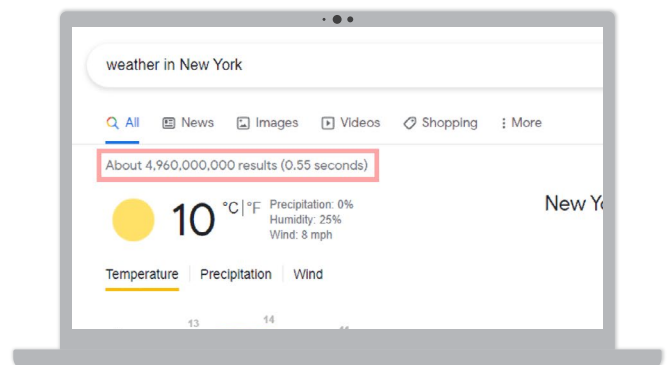 weather in New York
All News Images Videos Shopping More
About 4,960,000,000 results (0.55 seconds)
10 °C | °F
Precipitation: 0%
Humidity: 25%
Wind: 8 mph
New Yo
Temperature Precipitation Wind
13 14